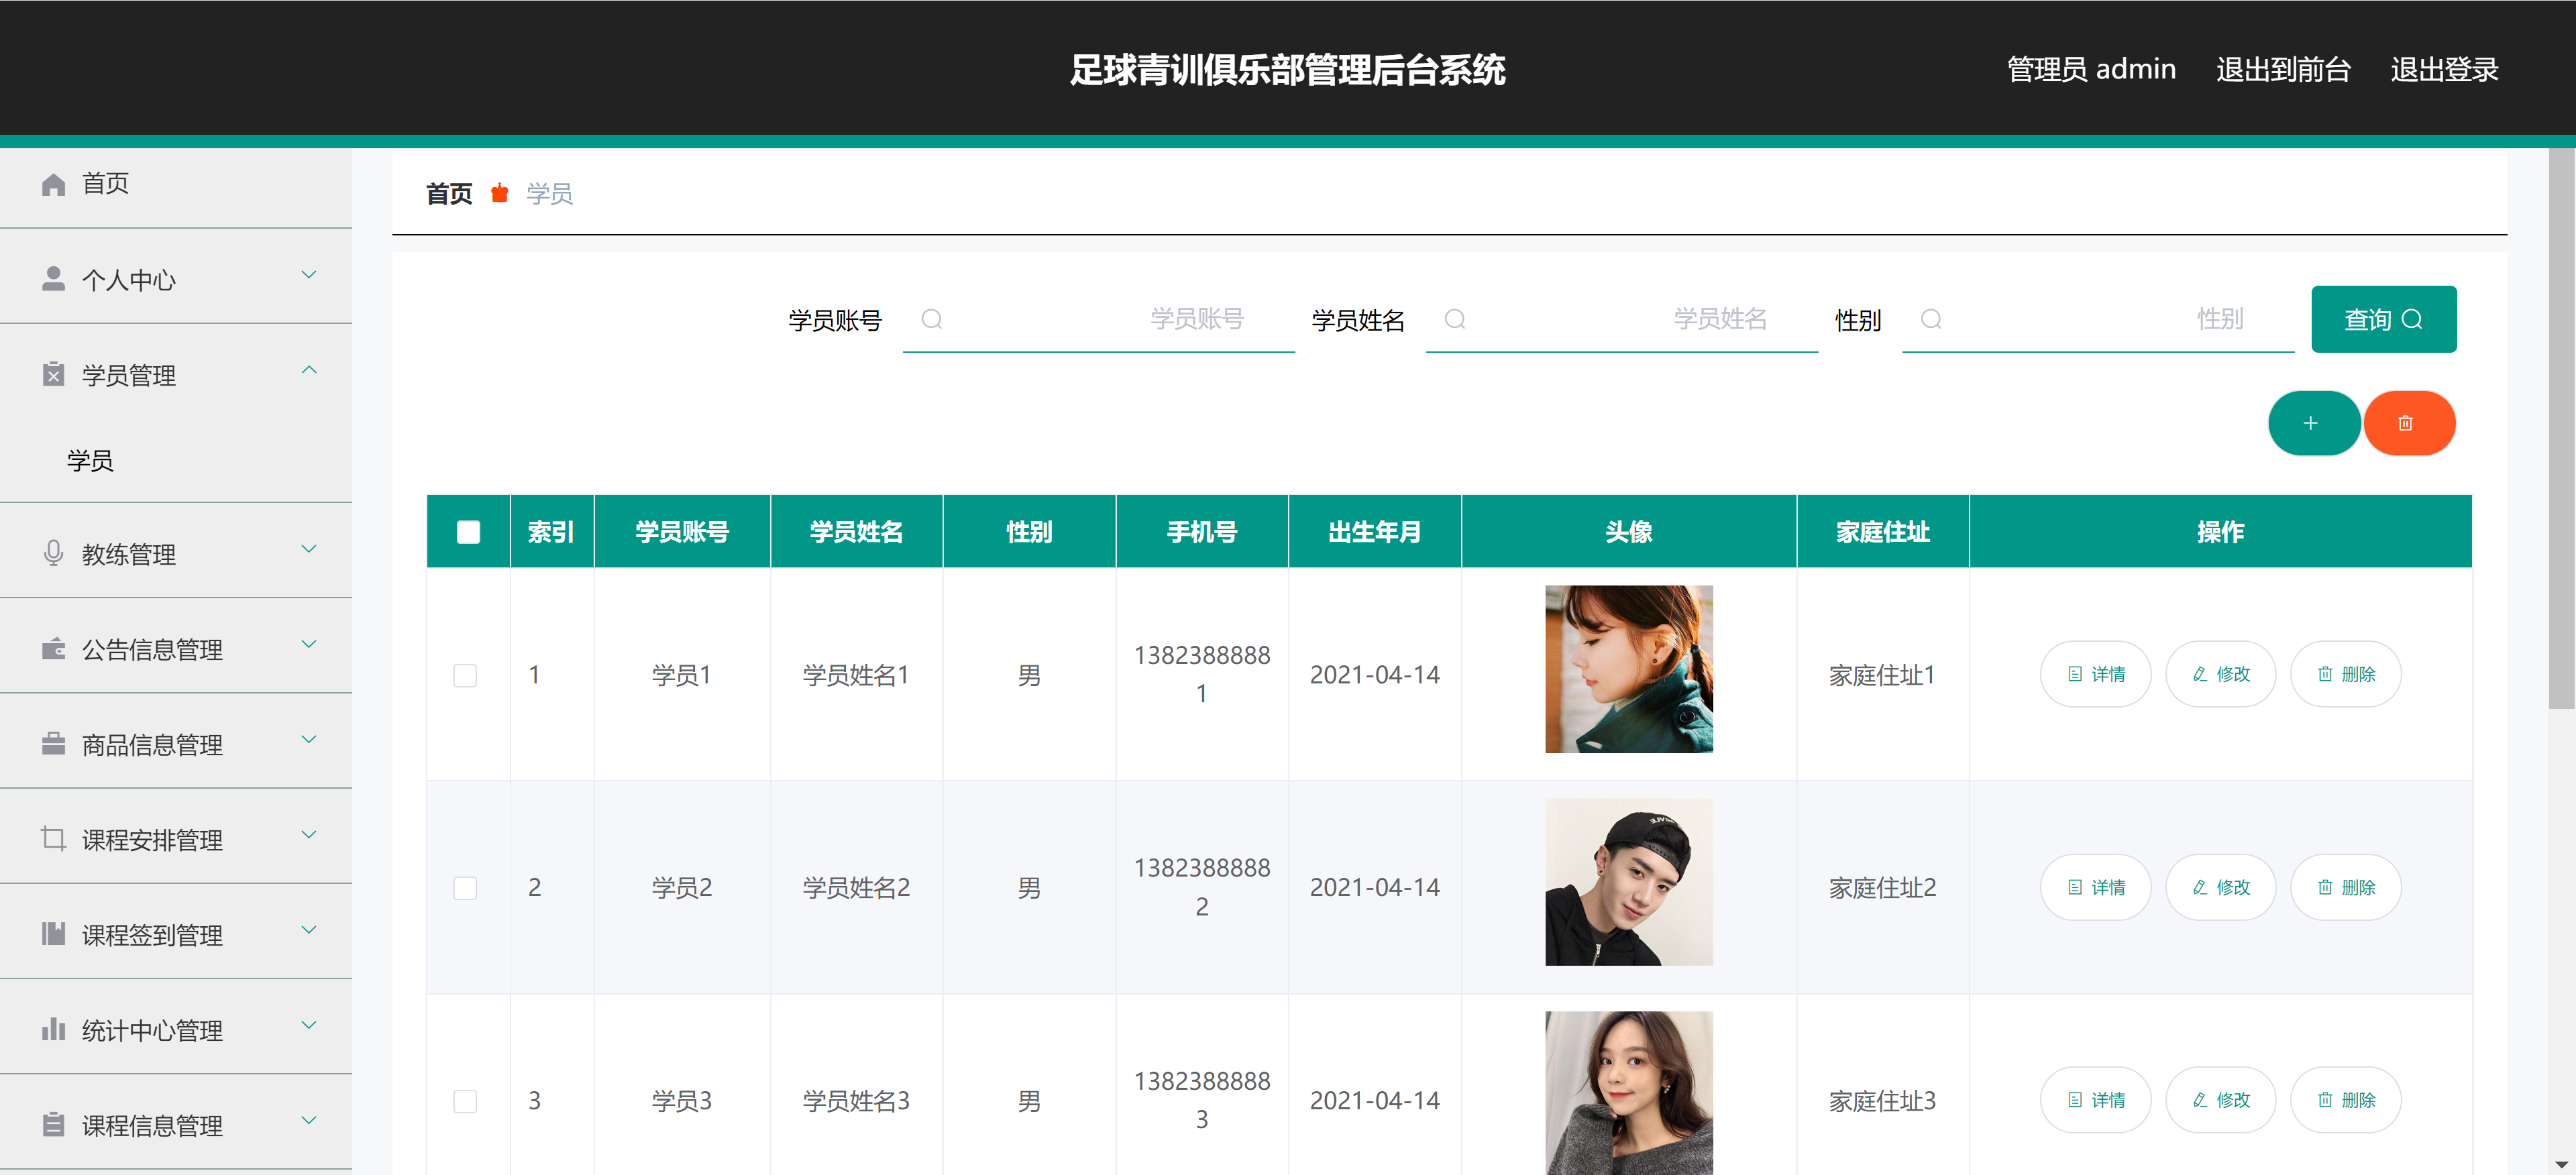 足球青训俱乐部管理后台系统
管理员 admin 退出到前台 退出登录
首页
个人中心
学员管理
学员
教练管理
公告信息管理
商品信息管理
课程安排管理
课程签到管理
统计中心管理
课程信息管理
首页 学员
学员账号 学员账号 学员姓名 学员姓名 性别 性别 查询
索引 学员账号 学员姓名 性别 手机号 出生年月 头像 家庭住址 操作
1 学员1 学员姓名1 男 13823888881 2021-04-14 家庭住址1 详情 修改 删除
2 学员2 学员姓名2 男 13823888882 2021-04-14 家庭住址2 详情 修改 删除
3 学员3 学员姓名3 男 13823888883 2021-04-14 家庭住址3 详情 修改 删除